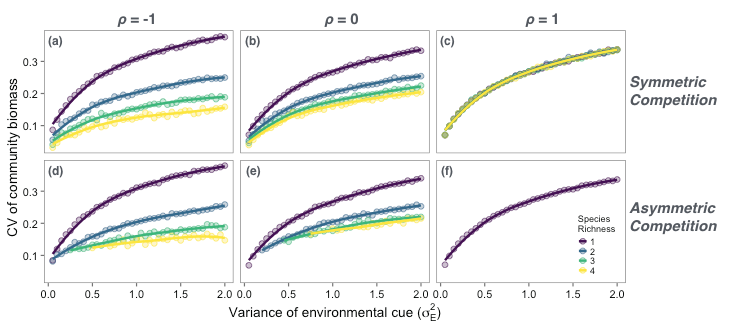 ρ = -1
ρ = 0
ρ = 1
(a)
(b)
(c)
0.3
0.2
0.1
Symmetric
Competition
CV of community biomass
(d)
(e)
(f)
0.3
0.2
0.1
Species
Richness
1
2
3
4
Asymmetric
Competition
0.0 0.5 1.0 1.5 2.0
0.0 0.5 1.0 1.5 2.0
0.0 0.5 1.0 1.5 2.0
Variance of environmental cue (σ²_E)